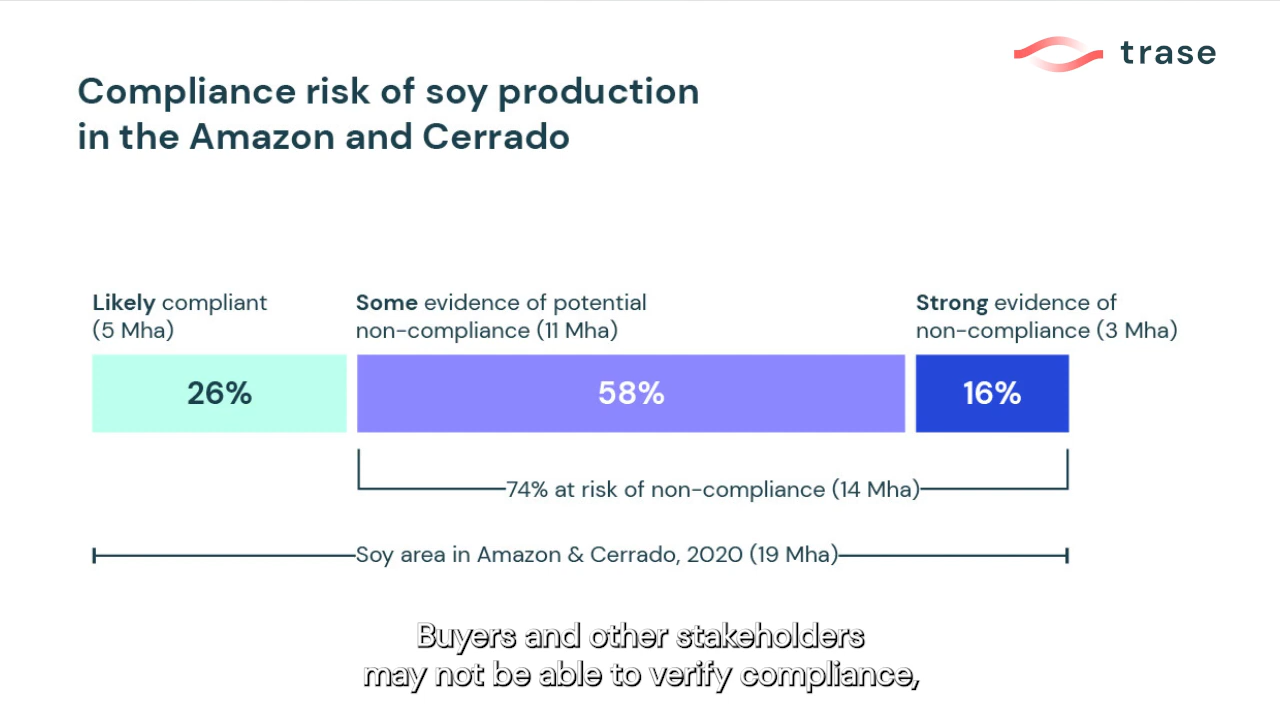 trase
Compliance risk of soy production
in the Amazon and Cerrado
Likely compliant
(5 Mha)
Some evidence of potential
non-compliance (11 Mha)
Strong evidence of
non-compliance (3 Mha)
26%
58%
16%
74% at risk of non-compliance (14 Mha)
Soy area in Amazon & Cerrado, 2020 (19 Mha)
Buyers and other stakeholders
may not be able to verify compliance,